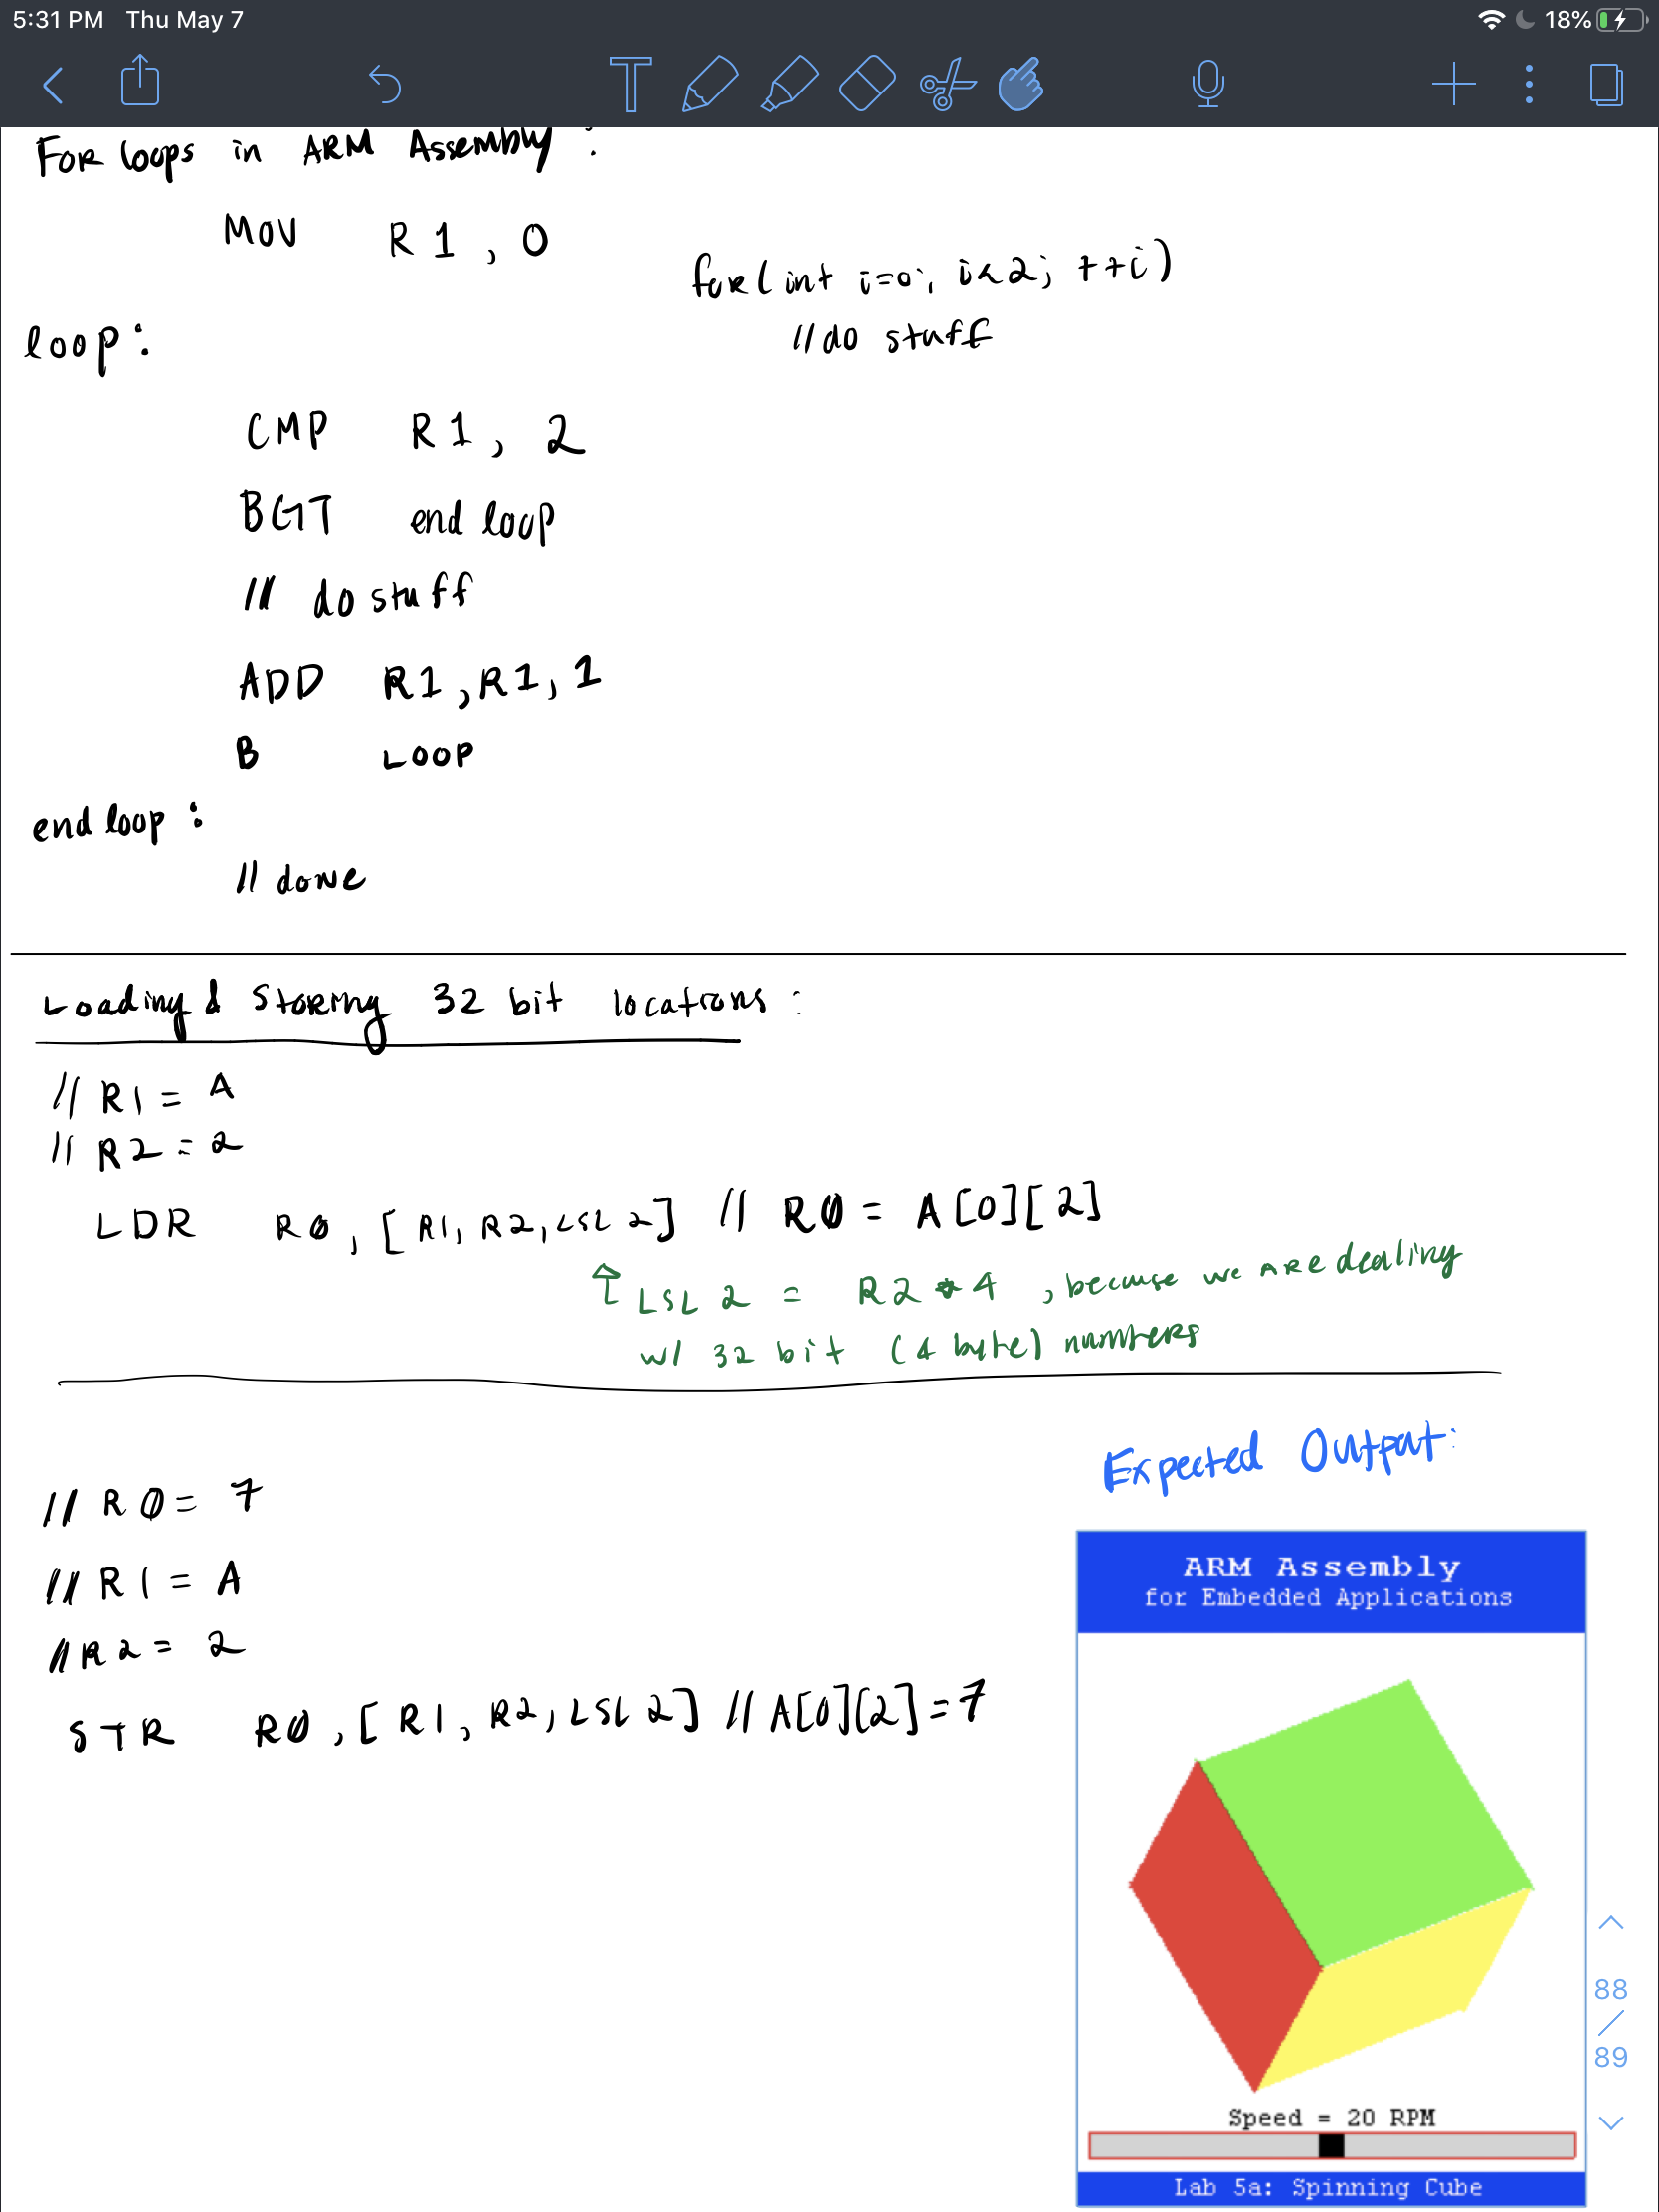 5:31 PM Thu May 7 18%
T
For loops in ARM Assembly :
MOV R1, 0
for(int i=0; i<2; ++i)
//do stuff
loop:
CMP R1, 2
BGT end loop
// do stuff
ADD R1, R1, 1
B LOOP
end loop :
// done
Loading & Storing 32 bit locations :
// R1 = A
// R2 = 2
LDR R0, [R1, R2, LSL 2] // R0 = A[0][2]
LSL 2 = R2 * 4 , because we are dealing
w/ 32 bit (4 byte) numbers
Expected Output:
// R0 = 7
// R1 = A
// R2 = 2
STR R0, [R1, R2, LSL 2] // A[0][2] = 7
ARM Assembly
for Embedded Applications
Speed = 20 RPM
Lab 5a: Spinning Cube
88
/
89